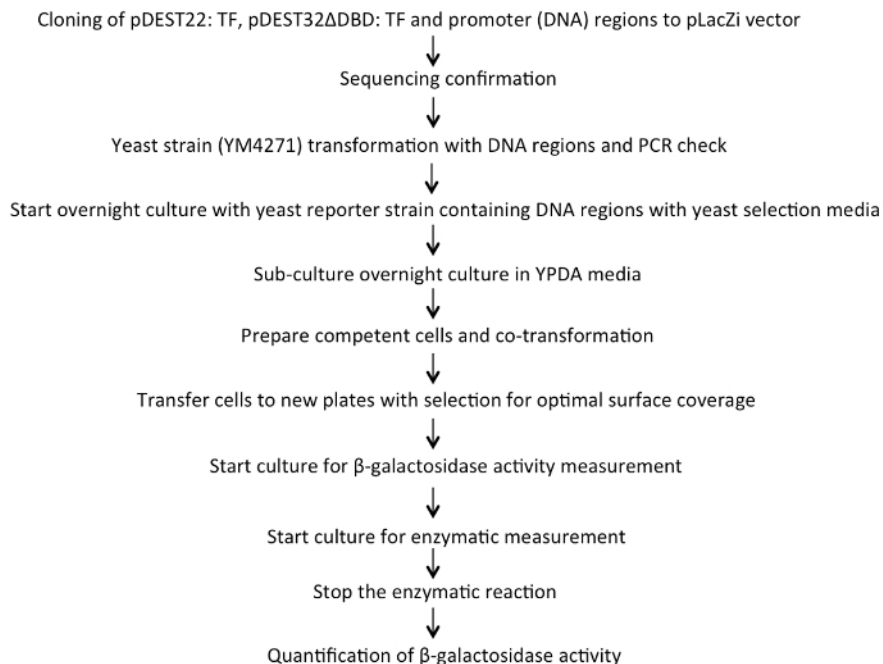 Cloning of pDEST22: TF, pDEST32ΔDBD: TF and promoter (DNA) regions to pLacZi vector
Sequencing confirmation
Yeast strain (YM4271) transformation with DNA regions and PCR check
Start overnight culture with yeast reporter strain containing DNA regions with yeast selection media
Sub-culture overnight culture in YPDA media
Prepare competent cells and co-transformation
Transfer cells to new plates with selection for optimal surface coverage
Start culture for β-galactosidase activity measurement
Start culture for enzymatic measurement
Stop the enzymatic reaction
Quantification of β-galactosidase activity